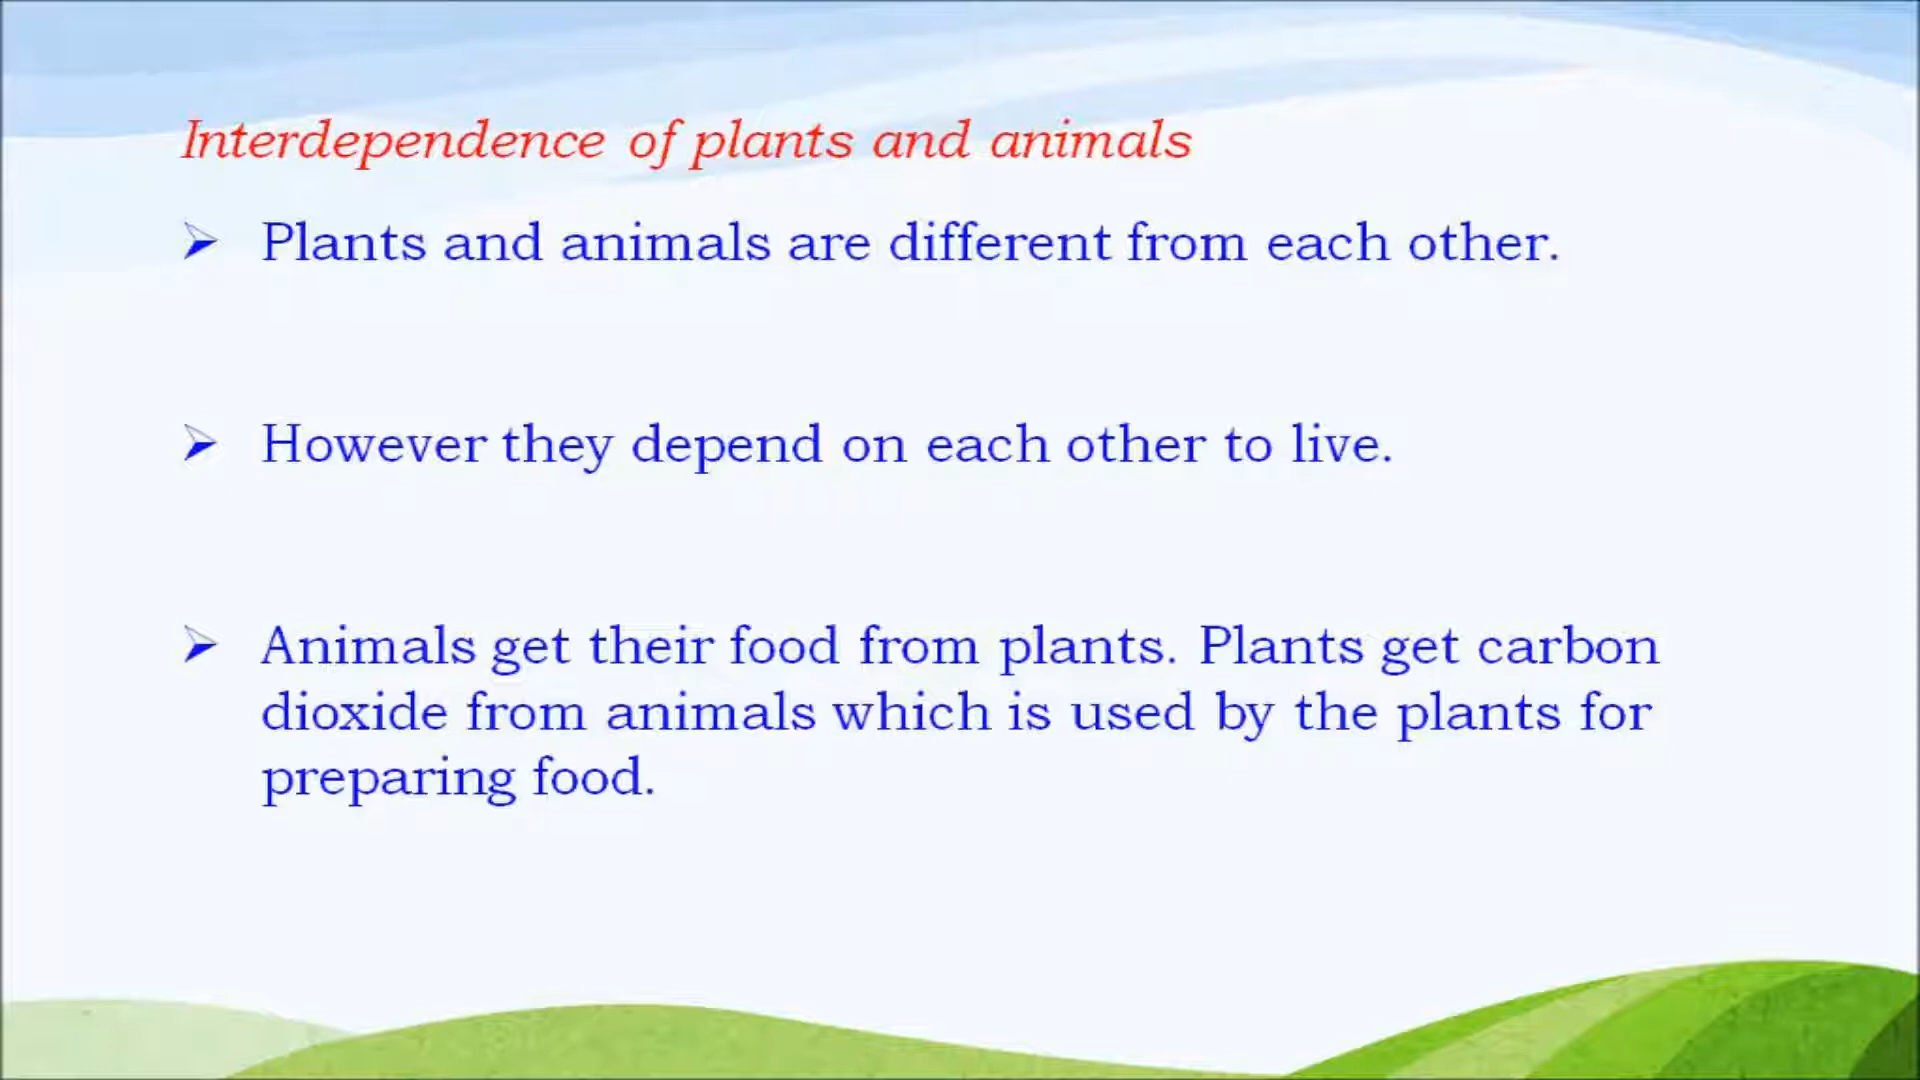 Interdependence of plants and animals
➢ Plants and animals are different from each other.
➢ However they depend on each other to live.
➢ Animals get their food from plants. Plants get carbon
dioxide from animals which is used by the plants for
preparing food.